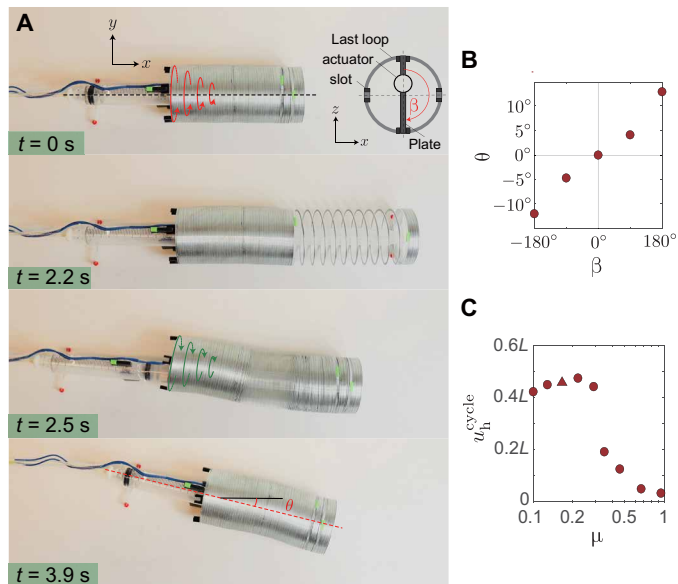 A
y
x
Last loop
actuator
slot
β
z
x
Plate
t = 0 s
t = 2.2 s
t = 2.5 s
θ
t = 3.9 s
B
10°
5°
θ
0°
−5°
−10°
−180°
0°
180°
β
C
0.6L
0.4L
u_h^cycle
0.2L
0
0.1
0.2
0.5
1
μ